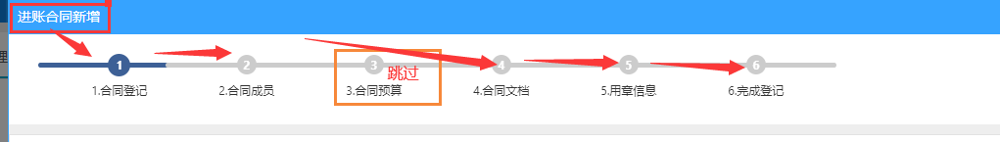 进账合同新增
理
1 2 3 4 5 6
跳过
1.合同登记 2.合同成员 3.合同预算 4.合同文档 5.用章信息 6.完成登记